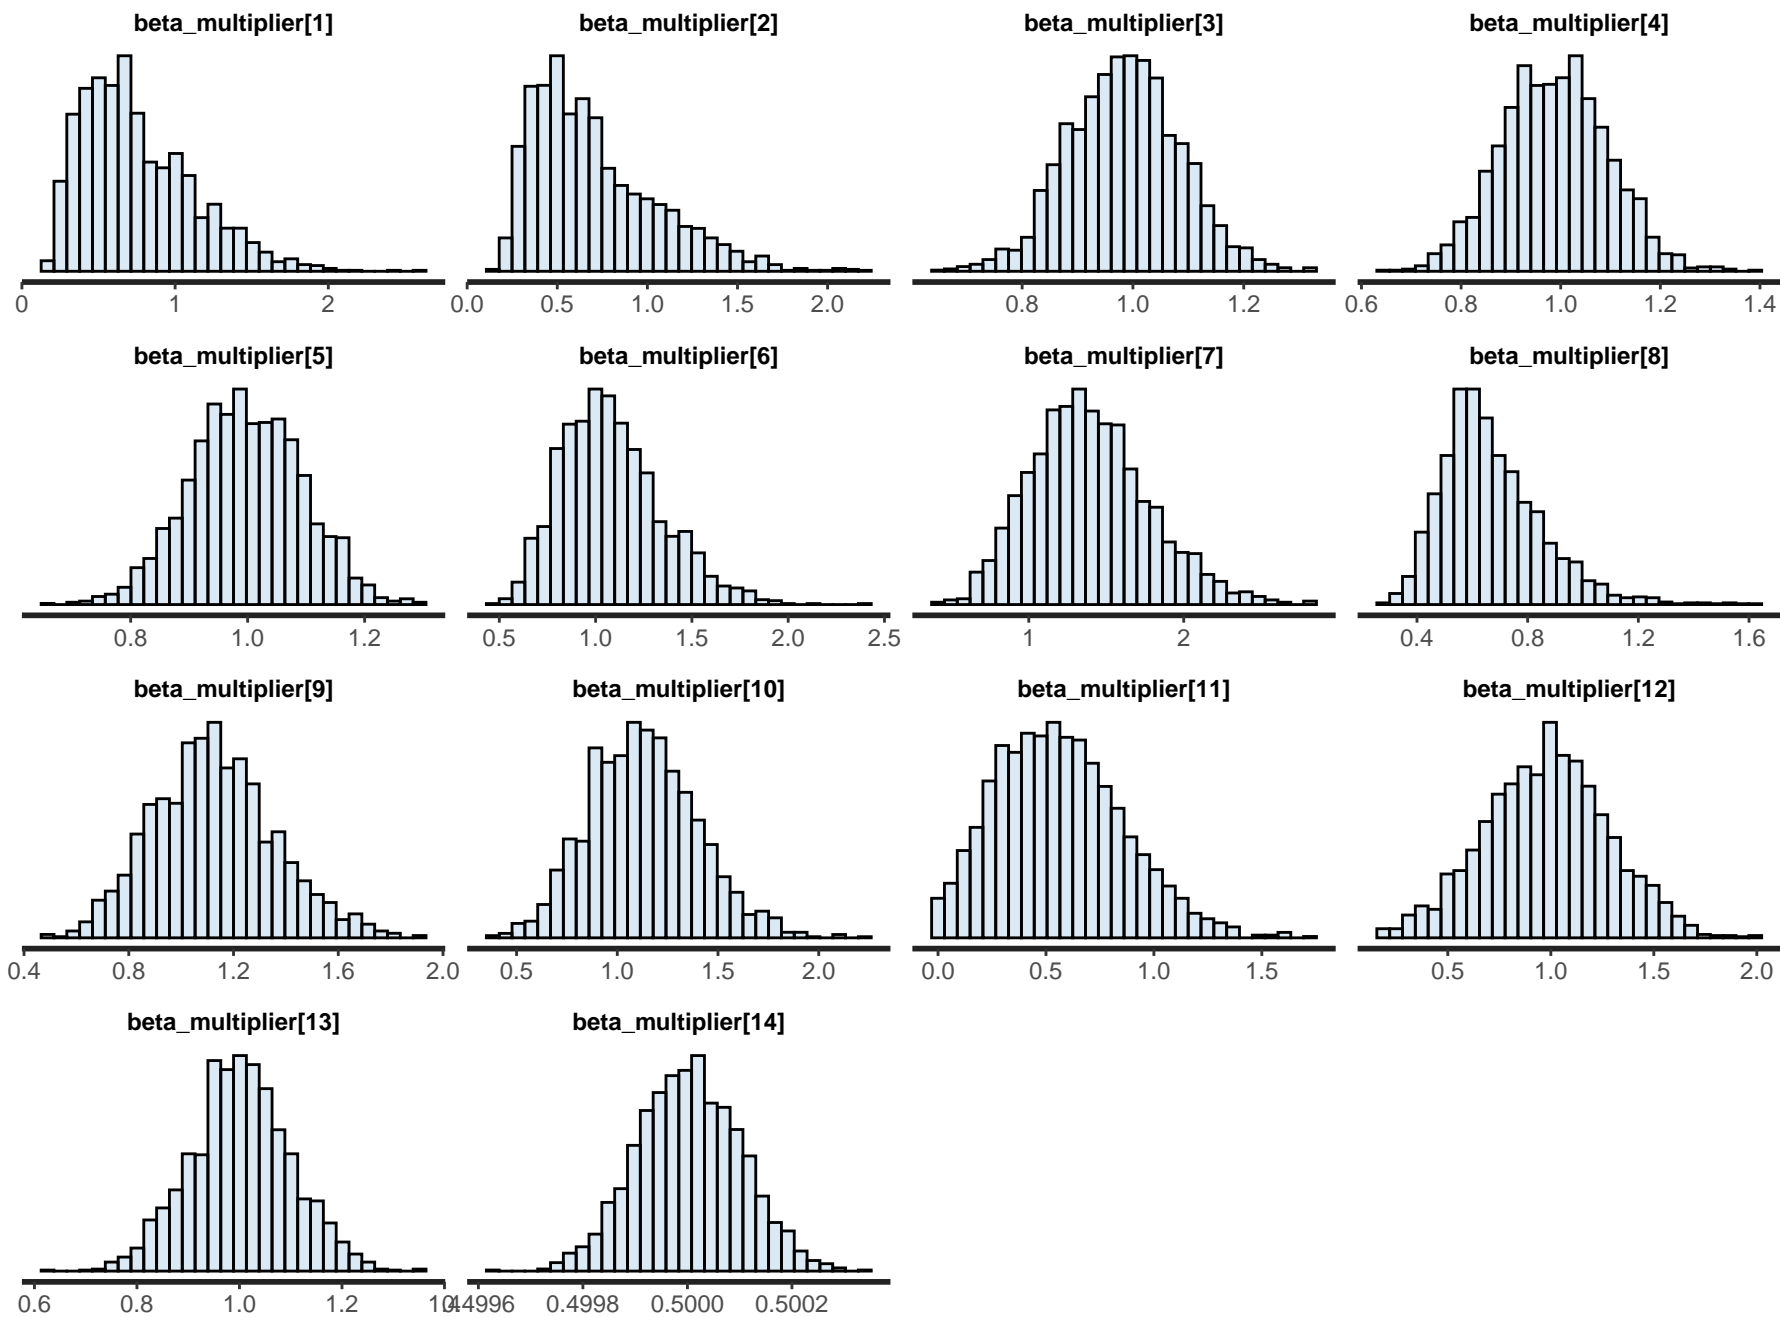 beta_multiplier[1] beta_multiplier[2] beta_multiplier[3] beta_multiplier[4]
0 1 2 0.0 0.5 1.0 1.5 2.0 0.8 1.0 1.2 0.6 0.8 1.0 1.2 1.4
beta_multiplier[5] beta_multiplier[6] beta_multiplier[7] beta_multiplier[8]
0.8 1.0 1.2 0.5 1.0 1.5 2.0 2.5 1 2 0.4 0.8 1.2 1.6
beta_multiplier[9] beta_multiplier[10] beta_multiplier[11] beta_multiplier[12]
0.4 0.8 1.2 1.6 2.0 0.5 1.0 1.5 2.0 0.0 0.5 1.0 1.5 0.5 1.0 1.5 2.0
beta_multiplier[13] beta_multiplier[14]
0.6 0.8 1.0 1.2 1.4 0.4996 0.4998 0.5000 0.5002